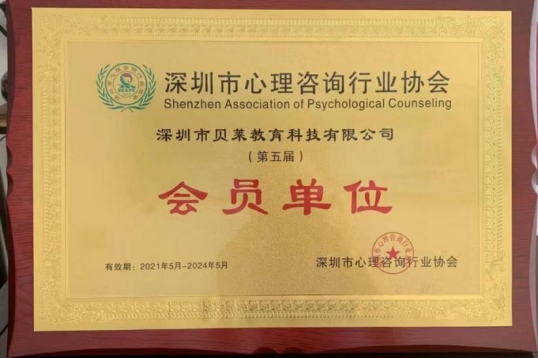 深圳市心理咨询行业协会
Shenzhen Association of Psychological Counseling
深圳市贝莱教育科技有限公司
（第五届）
会员单位
有效期：2021年5月-2024年5月
深圳市心理咨询行业协会